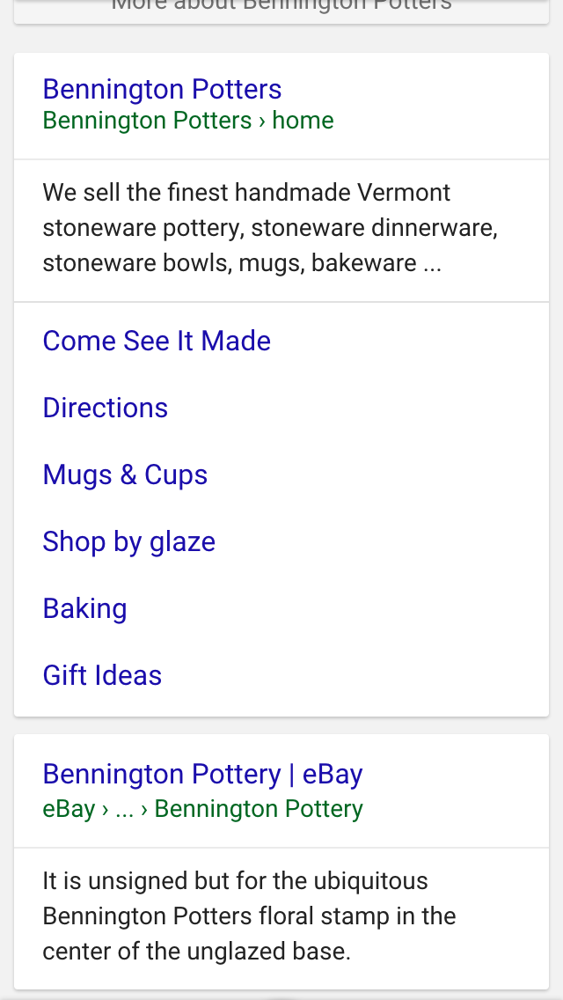 More about Bennington Potters
Bennington Potters
Bennington Potters › home
We sell the finest handmade Vermont
stoneware pottery, stoneware dinnerware,
stoneware bowls, mugs, bakeware ...
Come See It Made
Directions
Mugs & Cups
Shop by glaze
Baking
Gift Ideas
Bennington Pottery | eBay
eBay › ... › Bennington Pottery
It is unsigned but for the ubiquitous
Bennington Potters floral stamp in the
center of the unglazed base.